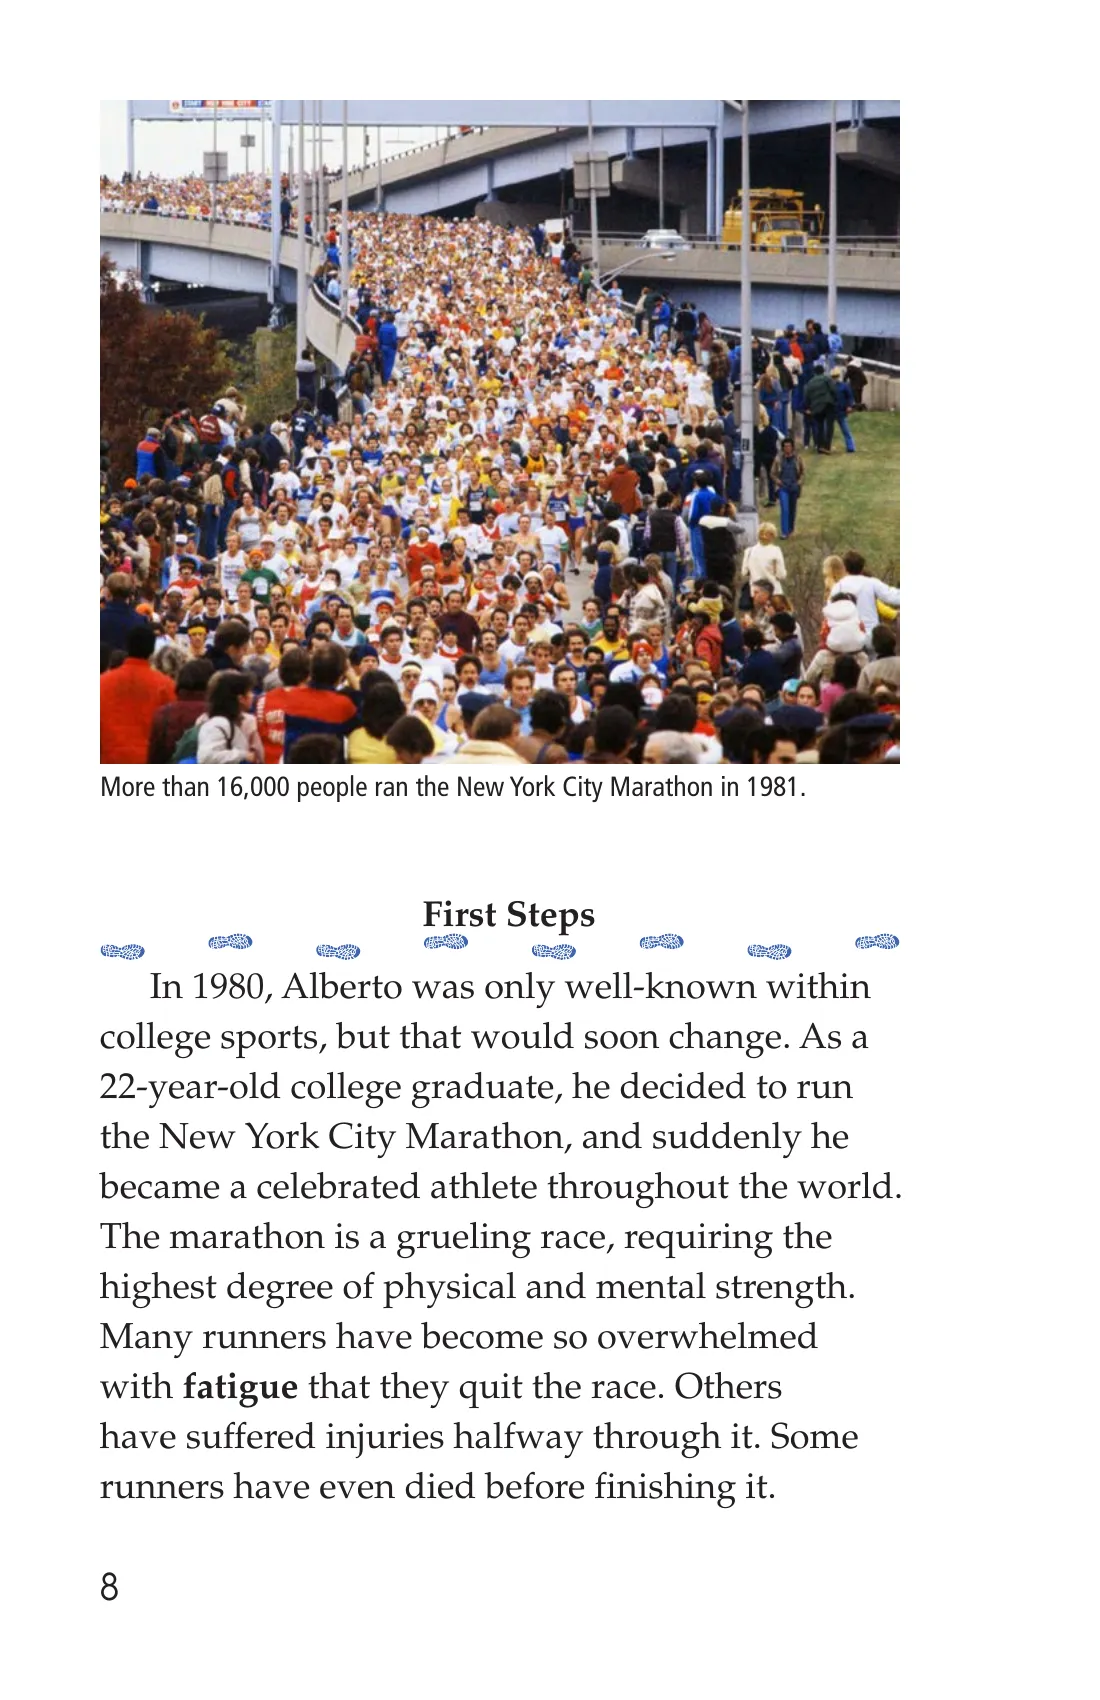 START NEW YORK CITY
More than 16,000 people ran the New York City Marathon in 1981.
First Steps
In 1980, Alberto was only well-known within
college sports, but that would soon change. As a
22-year-old college graduate, he decided to run
the New York City Marathon, and suddenly he
became a celebrated athlete throughout the world.
The marathon is a grueling race, requiring the
highest degree of physical and mental strength.
Many runners have become so overwhelmed
with fatigue that they quit the race. Others
have suffered injuries halfway through it. Some
runners have even died before finishing it.
8